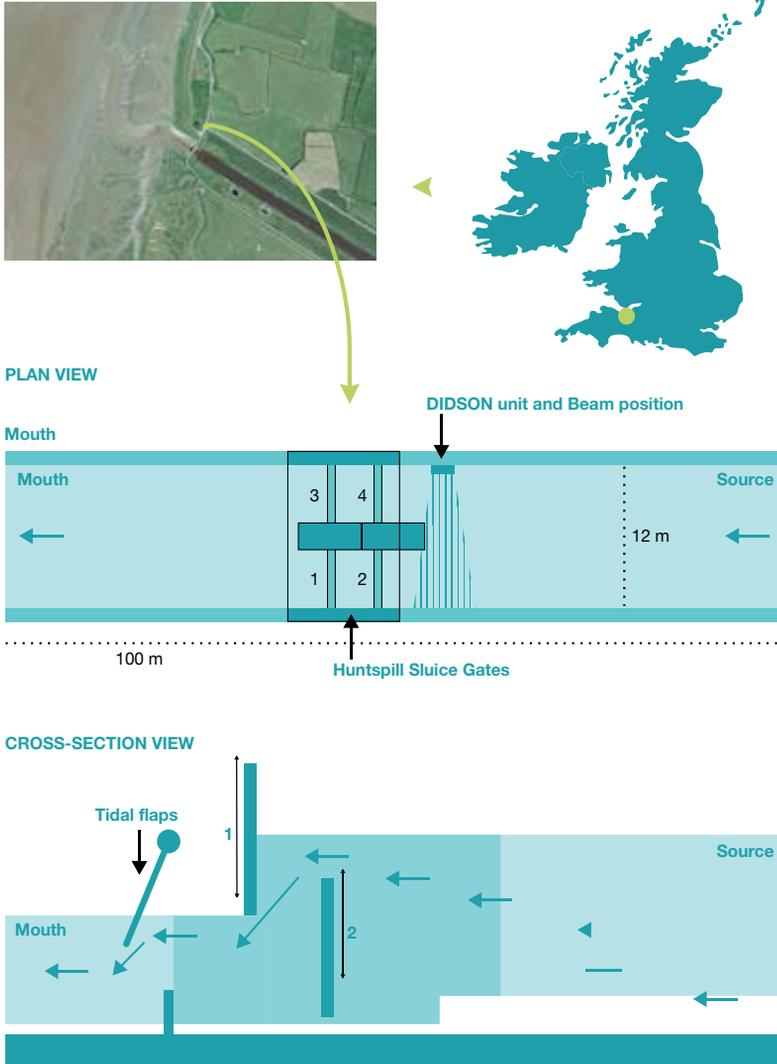 PLAN VIEW
DIDSON unit and Beam position
Mouth
Mouth
Source
3
4
12 m
1
2
100 m
Huntspill Sluice Gates
CROSS-SECTION VIEW
Tidal flaps
1
Source
Mouth
2